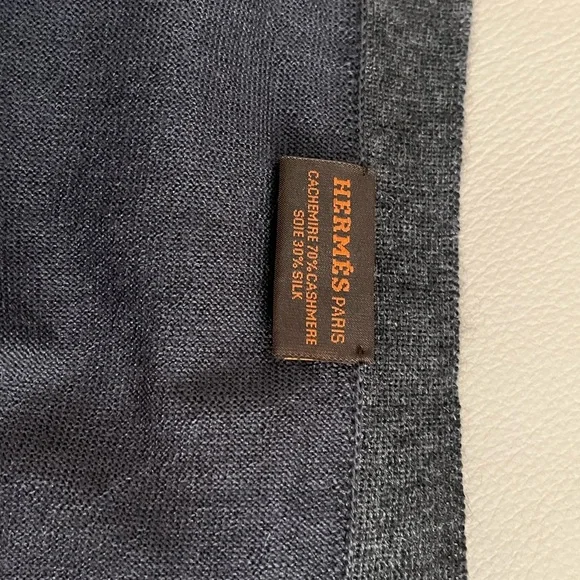 HERMÈS PARIS
CACHEMIRE 70% CASHMERE
SOIE 30% SILK